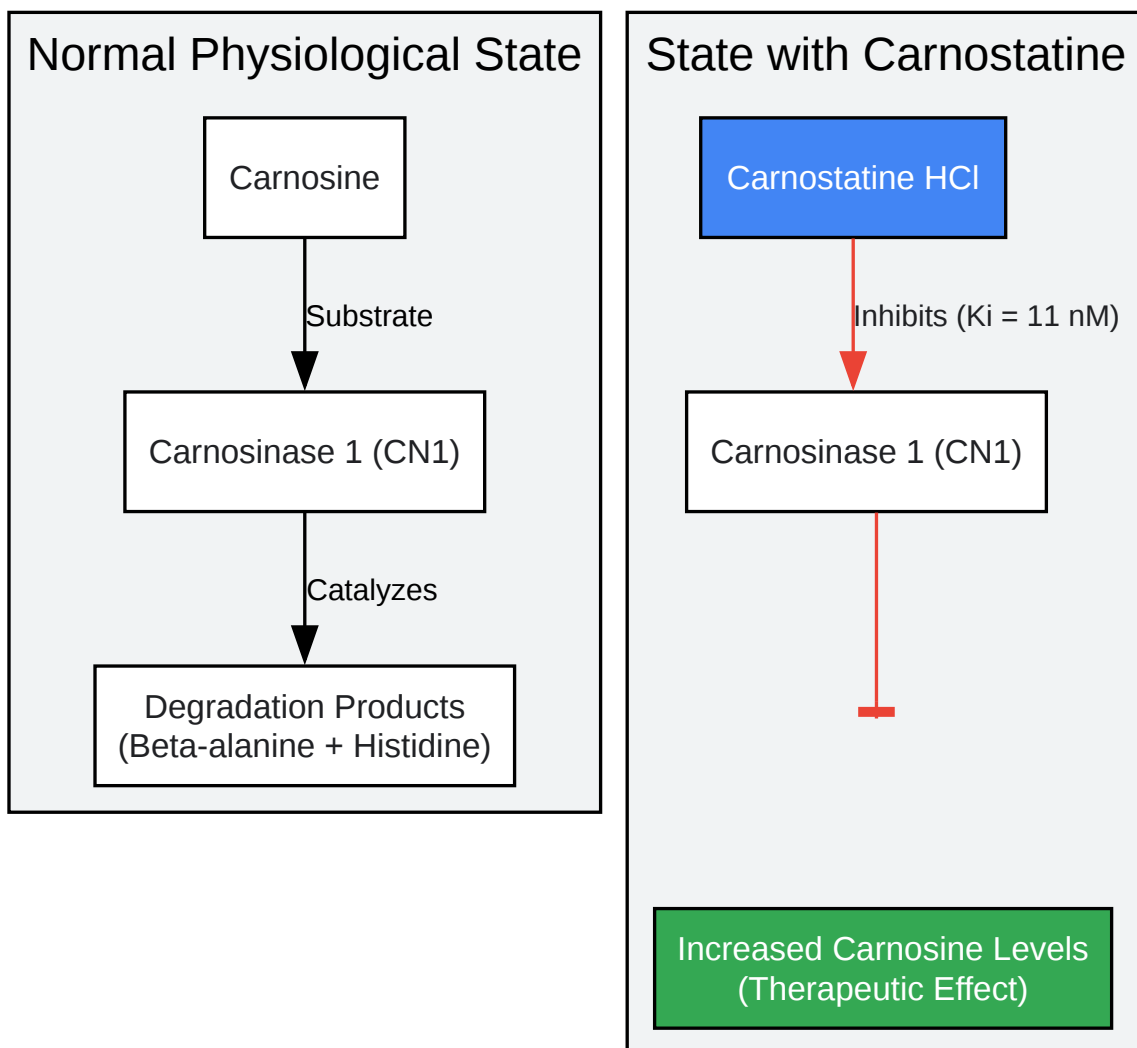 Normal Physiological State
Carnosine
Substrate
Carnosinase 1 (CN1)
Catalyzes
Degradation Products
(Beta-alanine + Histidine)
State with Carnostatine
Carnostatine HCl
Inhibits (Ki = 11 nM)
Carnosinase 1 (CN1)
Increased Carnosine Levels
(Therapeutic Effect)